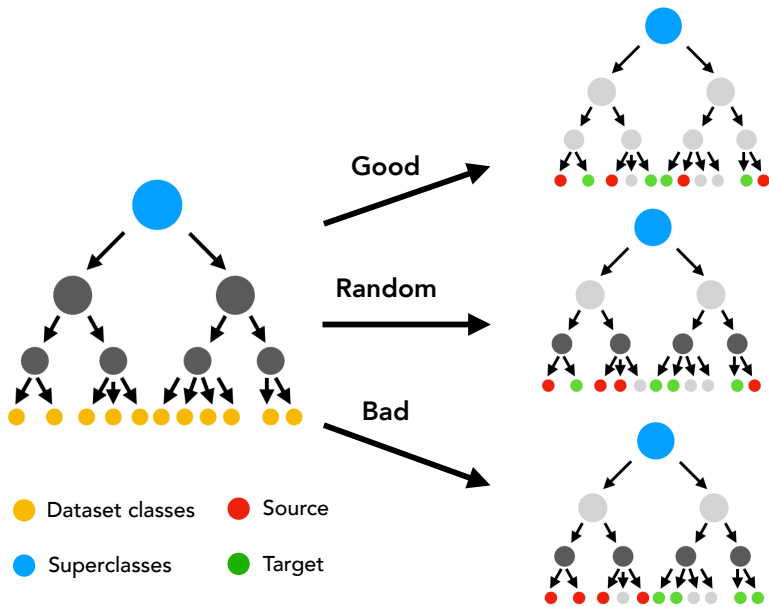 Good
Random
Bad
Dataset classes
Source
Superclasses
Target